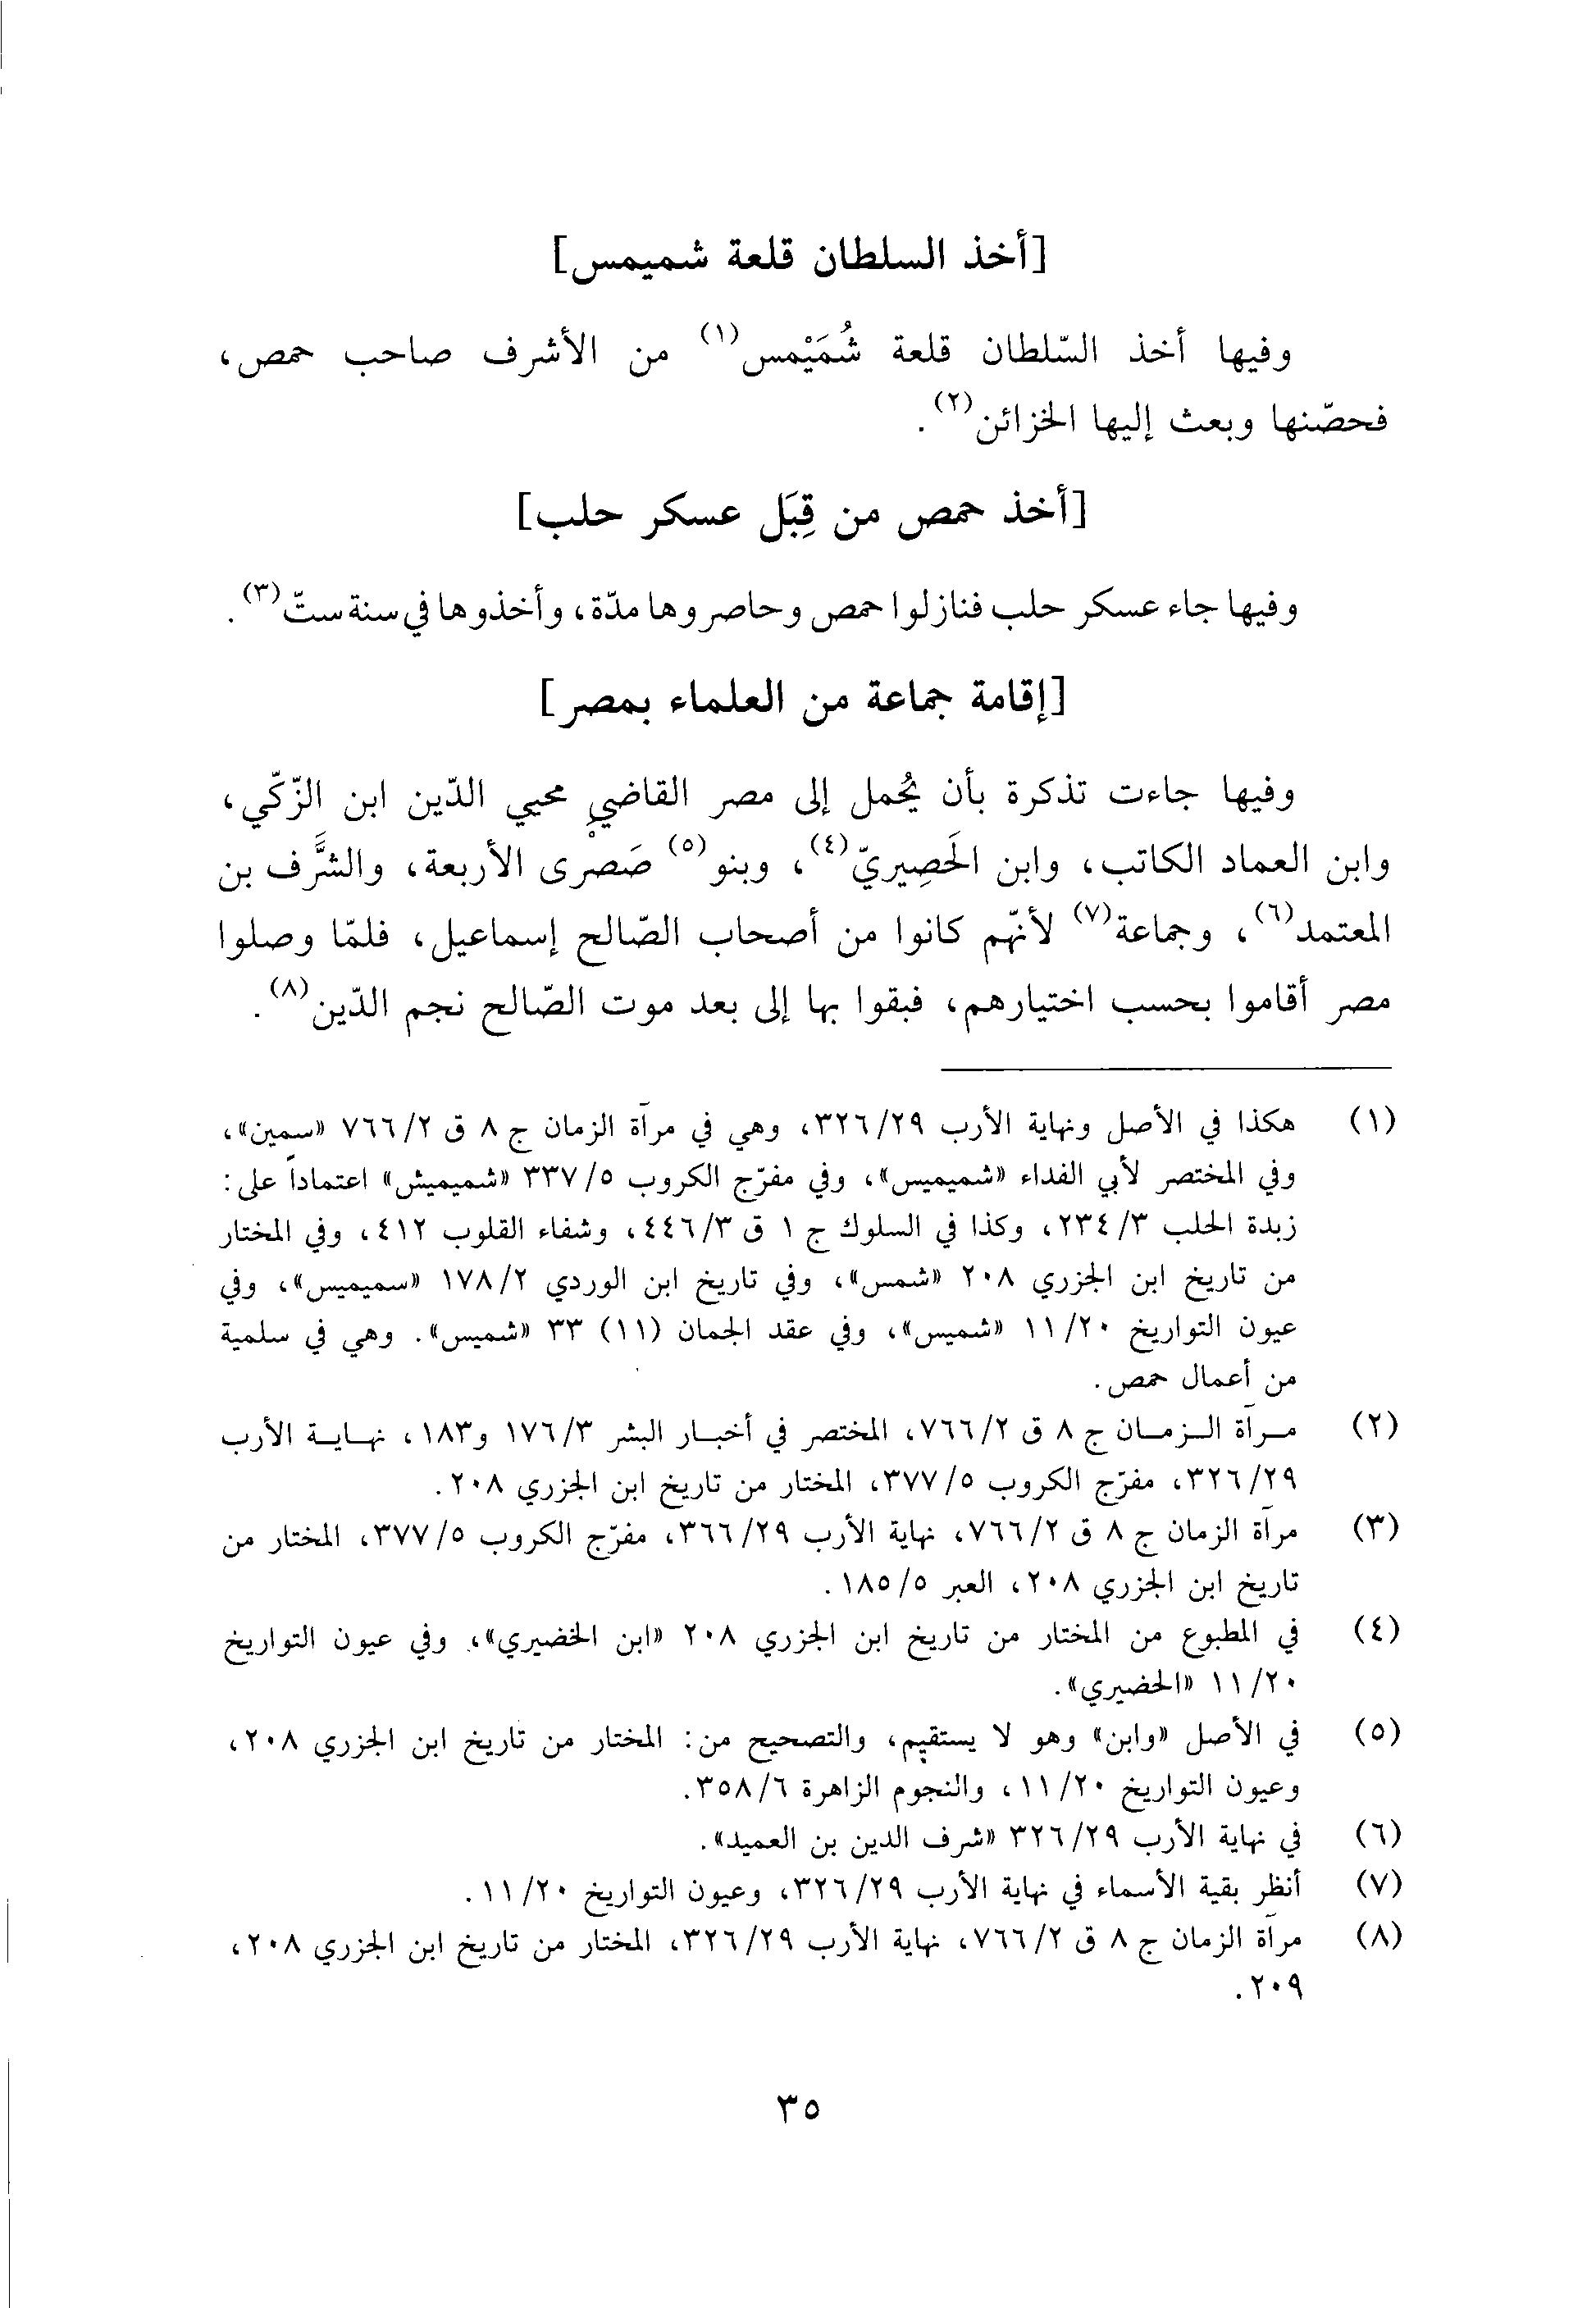 [أخذ السلطان قلعة شميمس]
وفيها أخذ السّلطان قلعة شُمَيْمس(١) من الأشرف صاحب حمص،
فحصّنها وبعث إليها الخزائن(٢).
[أخذ حمص من قِبَل عسكر حلب]
وفيها جاء عسكر حلب فنازلوا حمص وحاصروها مدّة، وأخذوها في سنة ستّ(٣).
[إقامة جماعة من العلماء بمصر]
وفيها جاءت تذكرة بأن يُحمل إلى مصر القاضي محيي الدّين ابن الزّكّي،
وابن العماد الكاتب، وابن الحَصِيريّ(٤)، وبنو(٥) صَصْرى الأربعة، والشَّرف بن
المعتمد(٦)، وجماعة(٧) لأنّهم كانوا من أصحاب الصّالح إسماعيل، فلمّا وصلوا
مصر أقاموا بحسب اختيارهم، فبقوا بها إلى بعد موت الصّالح نجم الدّين(٨).
(١) هكذا في الأصل ونهاية الأرب ٣٢٦/٢٩، وهي في مرآة الزمان ج ٨ ق ٧٦٦/٢ «سمين»،
وفي المختصر لأبي الفداء «شميميس»، وفي مفرّج الكروب ٣٣٧/٥ «شميميش» اعتماداً على:
زبدة الحلب ٢٣٤/٣، وكذا في السلوك ج ١ ق ٤٤٦/٣، وشفاء القلوب ٤١٢، وفي المختار
من تاريخ ابن الجزري ٢٠٨ «شمس»، وفي تاريخ ابن الوردي ١٧٨/٢ «سميميس»، وفي
عيون التواريخ ١١/٢٠ «شميس»، وفي عقد الجمان (١١) ٣٣ «شميس». وهي في سلمية
من أعمال حمص.
(٢) مرآة الزمان ج ٨ ق ٧٦٦/٢، المختصر في أخبار البشر ١٧٦/٣ و١٨٣، نهاية الأرب
٣٢٦/٢٩، مفرّج الكروب ٣٧٧/٥، المختار من تاريخ ابن الجزري ٢٠٨.
(٣) مرآة الزمان ج ٨ ق ٧٦٦/٢، نهاية الأرب ٣٦٦/٢٩، مفرّج الكروب ٣٧٧/٥، المختار من
تاريخ ابن الجزري ٢٠٨، العبر ١٨٥/٥.
(٤) في المطبوع من المختار من تاريخ ابن الجزري ٢٠٨ «ابن الخضيري»، وفي عيون التواريخ
١١/٢٠ «الحضيري».
(٥) في الأصل «وابن» وهو لا يستقيم، والتصحيح من: المختار من تاريخ ابن الجزري ٢٠٨،
وعيون التواريخ ١١/٢٠، والنجوم الزاهرة ٣٥٨/٦.
(٦) في نهاية الأرب ٣٢٦/٢٩ «شرف الدين بن العميد».
(٧) أنظر بقية الأسماء في نهاية الأرب ٣٢٦/٢٩، وعيون التواريخ ١١/٢٠.
(٨) مرآة الزمان ج ٨ ق ٧٦٦/٢، نهاية الأرب ٣٢٦/٢٩، المختار من تاريخ ابن الجزري ٢٠٨،
٢٠٩.
٣٥